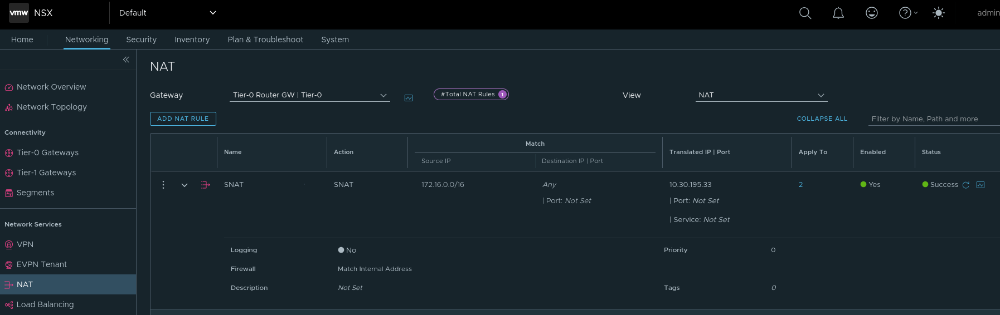 vmw NSX Default admin
Home Networking Security Inventory Plan & Troubleshoot System
Network Overview
Network Topology
Connectivity
Tier-0 Gateways
Tier-1 Gateways
Segments
Network Services
VPN
EVPN Tenant
NAT
Load Balancing
NAT
Gateway Tier-0 Router GW | Tier-0 #Total NAT Rules 1 View NAT
ADD NAT RULE COLLAPSE ALL Filter by Name, Path and more
Name Action Match Translated IP | Port Apply To Enabled Status
Source IP Destination IP | Port
SNAT SNAT 172.16.0.0/16 Any 10.30.195.33 2 Yes Success
| Port: Not Set | Port: Not Set
| Service: Not Set
Logging No Priority 0
Firewall Match Internal Address
Description Not Set Tags 0